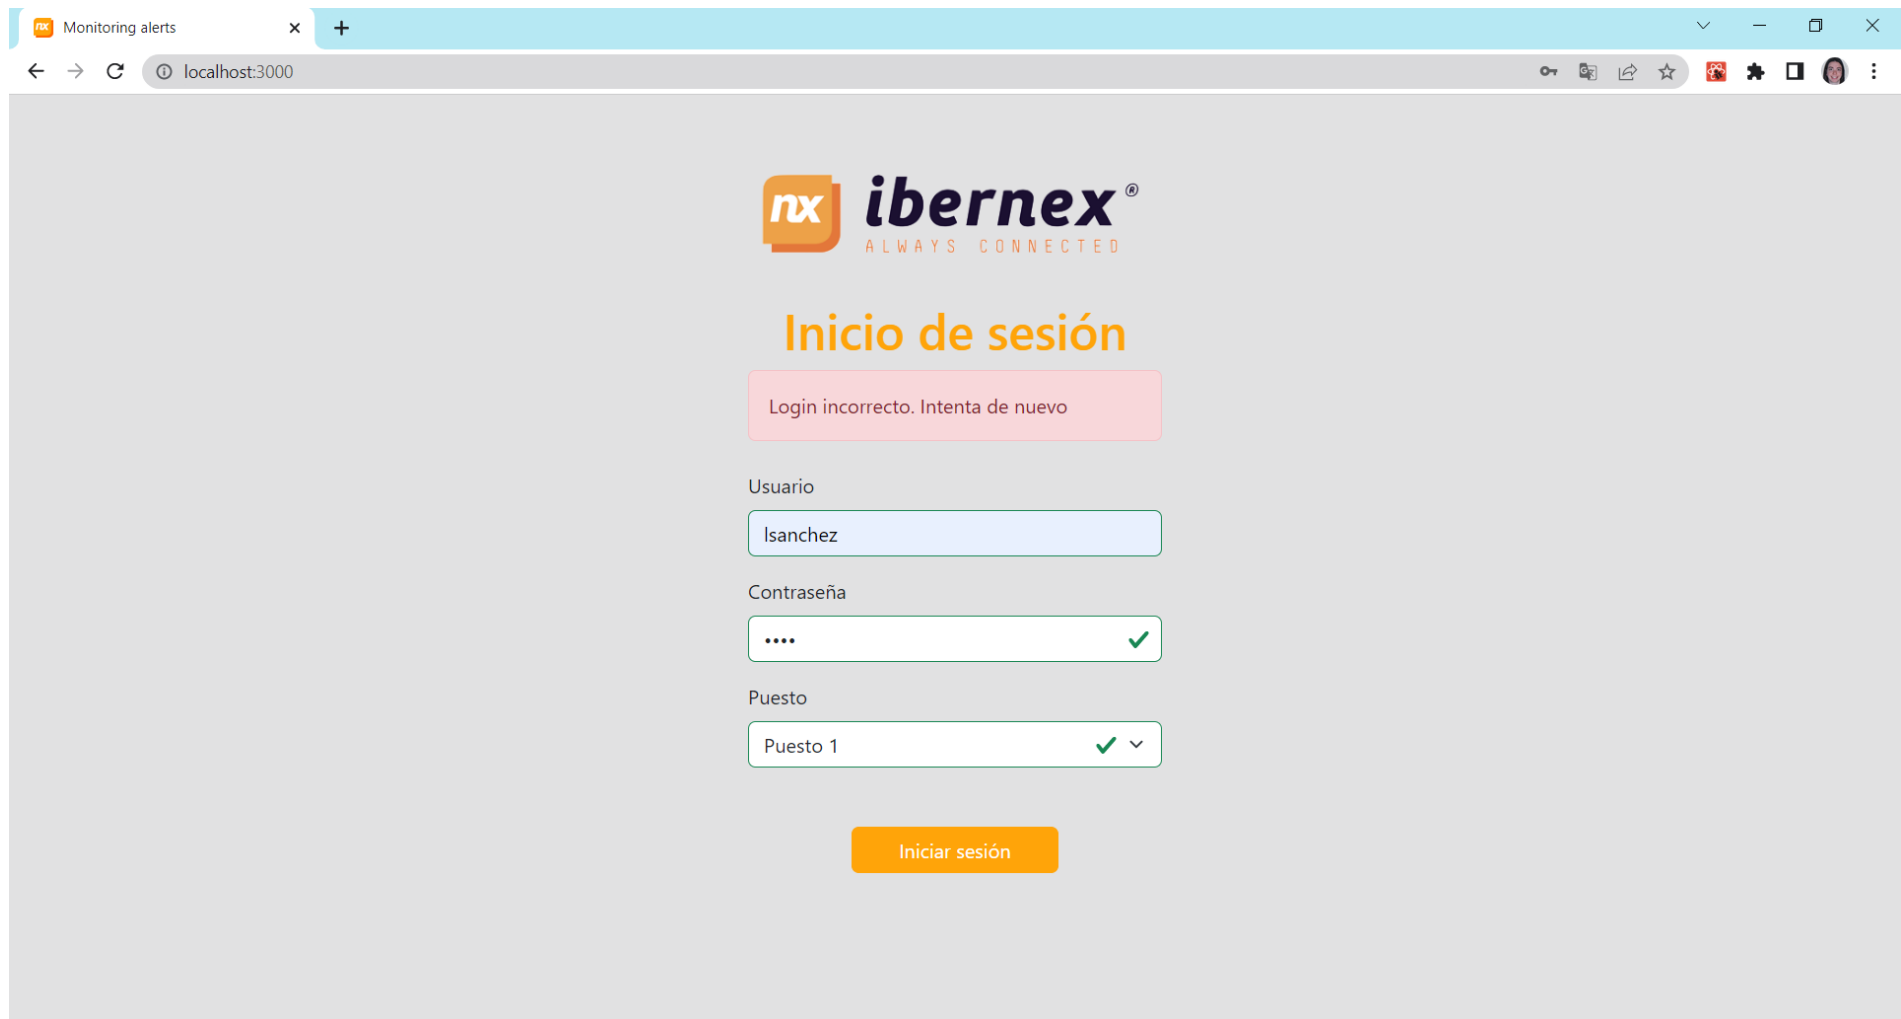 nx Monitoring alerts
localhost:3000
nx ibernex ®
ALWAYS CONNECTED
Inicio de sesión
Login incorrecto. Intenta de nuevo
Usuario
lsanchez
Contraseña
••••
Puesto
Puesto 1
Iniciar sesión